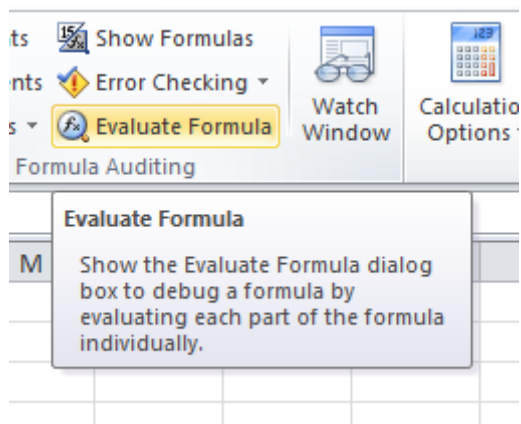 ts Show Formulas
nts Error Checking
s Evaluate Formula
Watch
Window
Calculatio
Options
Formula Auditing
Evaluate Formula
M
Show the Evaluate Formula dialog
box to debug a formula by
evaluating each part of the formula
individually.